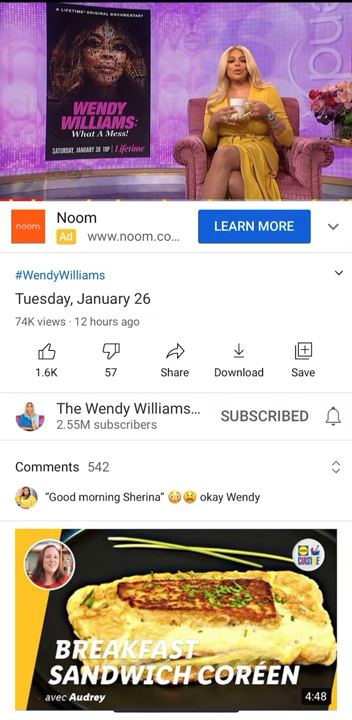 A LIFETIME ORIGINAL DOCUMENTARY
WENDY
WILLIAMS:
What A Mess!
SATURDAY, JANUARY 30 10P | Lifetime
end
noom
Noom
Ad www.noom.co...
LEARN MORE
#WendyWilliams
Tuesday, January 26
74K views · 12 hours ago
1.6K
57
Share
Download
Save
The Wendy Williams...
2.55M subscribers
SUBSCRIBED
Comments 542
"Good morning Sherina" 😳😫 okay Wendy
CUISINE
BREAKFAST
SANDWICH CORÉEN
avec Audrey
4:48